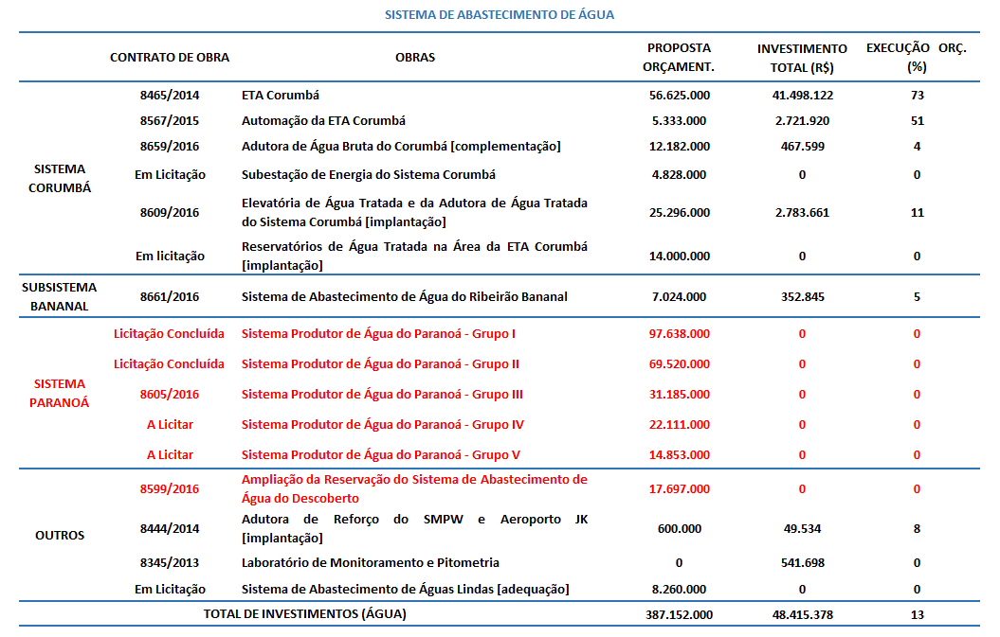 SISTEMA DE ABASTECIMENTO DE ÁGUA
CONTRATO DE OBRA OBRAS PROPOSTA ORÇAMENT. INVESTIMENTO TOTAL (R$) EXECUÇÃO ORÇ. (%)
SISTEMA CORUMBÁ
8465/2014 ETA Corumbá 56.625.000 41.498.122 73
8567/2015 Automação da ETA Corumbá 5.333.000 2.721.920 51
8659/2016 Adutora de Água Bruta do Corumbá [complementação] 12.182.000 467.599 4
Em Licitação Subestação de Energia do Sistema Corumbá 4.828.000 0 0
8609/2016 Elevatória de Água Tratada e da Adutora de Água Tratada do Sistema Corumbá [implantação] 25.296.000 2.783.661 11
Em licitação Reservatórios de Água Tratada na Área da ETA Corumbá [implantação] 14.000.000 0 0
SUBSISTEMA BANANAL
8661/2016 Sistema de Abastecimento de Água do Ribeirão Bananal 7.024.000 352.845 5
SISTEMA PARANOÁ
Licitação Concluída Sistema Produtor de Água do Paranoá - Grupo I 97.638.000 0 0
Licitação Concluída Sistema Produtor de Água do Paranoá - Grupo II 69.520.000 0 0
8605/2016 Sistema Produtor de Água do Paranoá - Grupo III 31.185.000 0 0
A Licitar Sistema Produtor de Água do Paranoá - Grupo IV 22.111.000 0 0
A Licitar Sistema Produtor de Água do Paranoá - Grupo V 14.853.000 0 0
OUTROS
8599/2016 Ampliação da Reservação do Sistema de Abastecimento de Água do Descoberto 17.697.000 0 0
8444/2014 Adutora de Reforço do SMPW e Aeroporto JK [implantação] 600.000 49.534 8
8345/2013 Laboratório de Monitoramento e Pitometria 0 541.698 0
Em Licitação Sistema de Abastecimento de Águas Lindas [adequação] 8.260.000 0 0
TOTAL DE INVESTIMENTOS (ÁGUA) 387.152.000 48.415.378 13